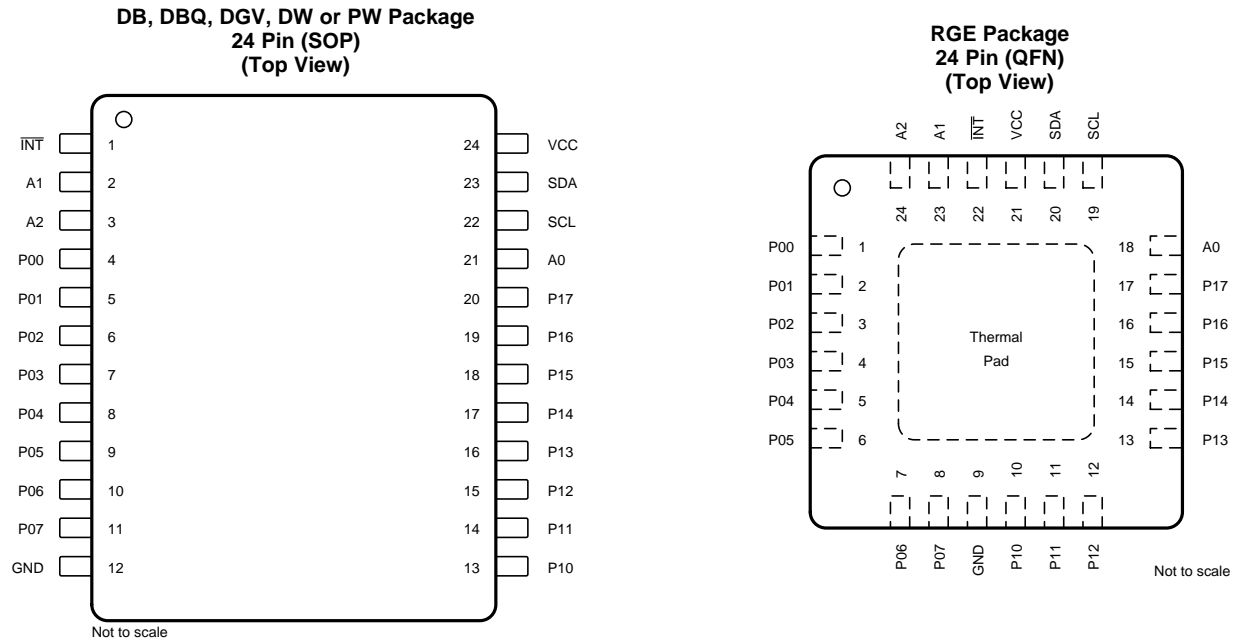 DB, DBQ, DGV, DW or PW Package
24 Pin (SOP)
(Top View)
INT 1 24 VCC
A1 2 23 SDA
A2 3 22 SCL
P00 4 21 A0
P01 5 20 P17
P02 6 19 P16
P03 7 18 P15
P04 8 17 P14
P05 9 16 P13
P06 10 15 P12
P07 11 14 P11
GND 12 13 P10
Not to scale
RGE Package
24 Pin (QFN)
(Top View)
A2 A1 INT VCC SDA SCL
24 23 22 21 20 19
P00 1 18 A0
P01 2 17 P17
P02 3 16 P16
P03 4 15 P15
P04 5 14 P14
P05 6 13 P13
Thermal
Pad
7 8 9 10 11 12
P06 P07 GND P10 P11 P12
Not to scale